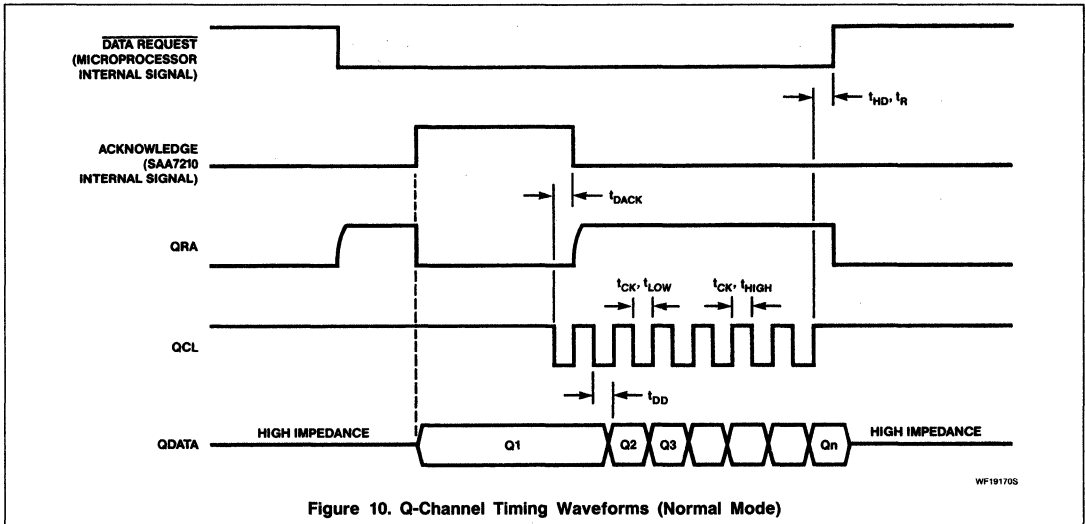 DATA REQUEST
(MICROPROCESSOR
INTERNAL SIGNAL)
tHD, tR
ACKNOWLEDGE
(SAA7210
INTERNAL SIGNAL)
tDACK
QRA
tCK, tLOW
tCK, tHIGH
QCL
tDD
QDATA
HIGH IMPEDANCE
Q1
Q2
Q3
Qn
HIGH IMPEDANCE
WF19170S
Figure 10. Q-Channel Timing Waveforms (Normal Mode)